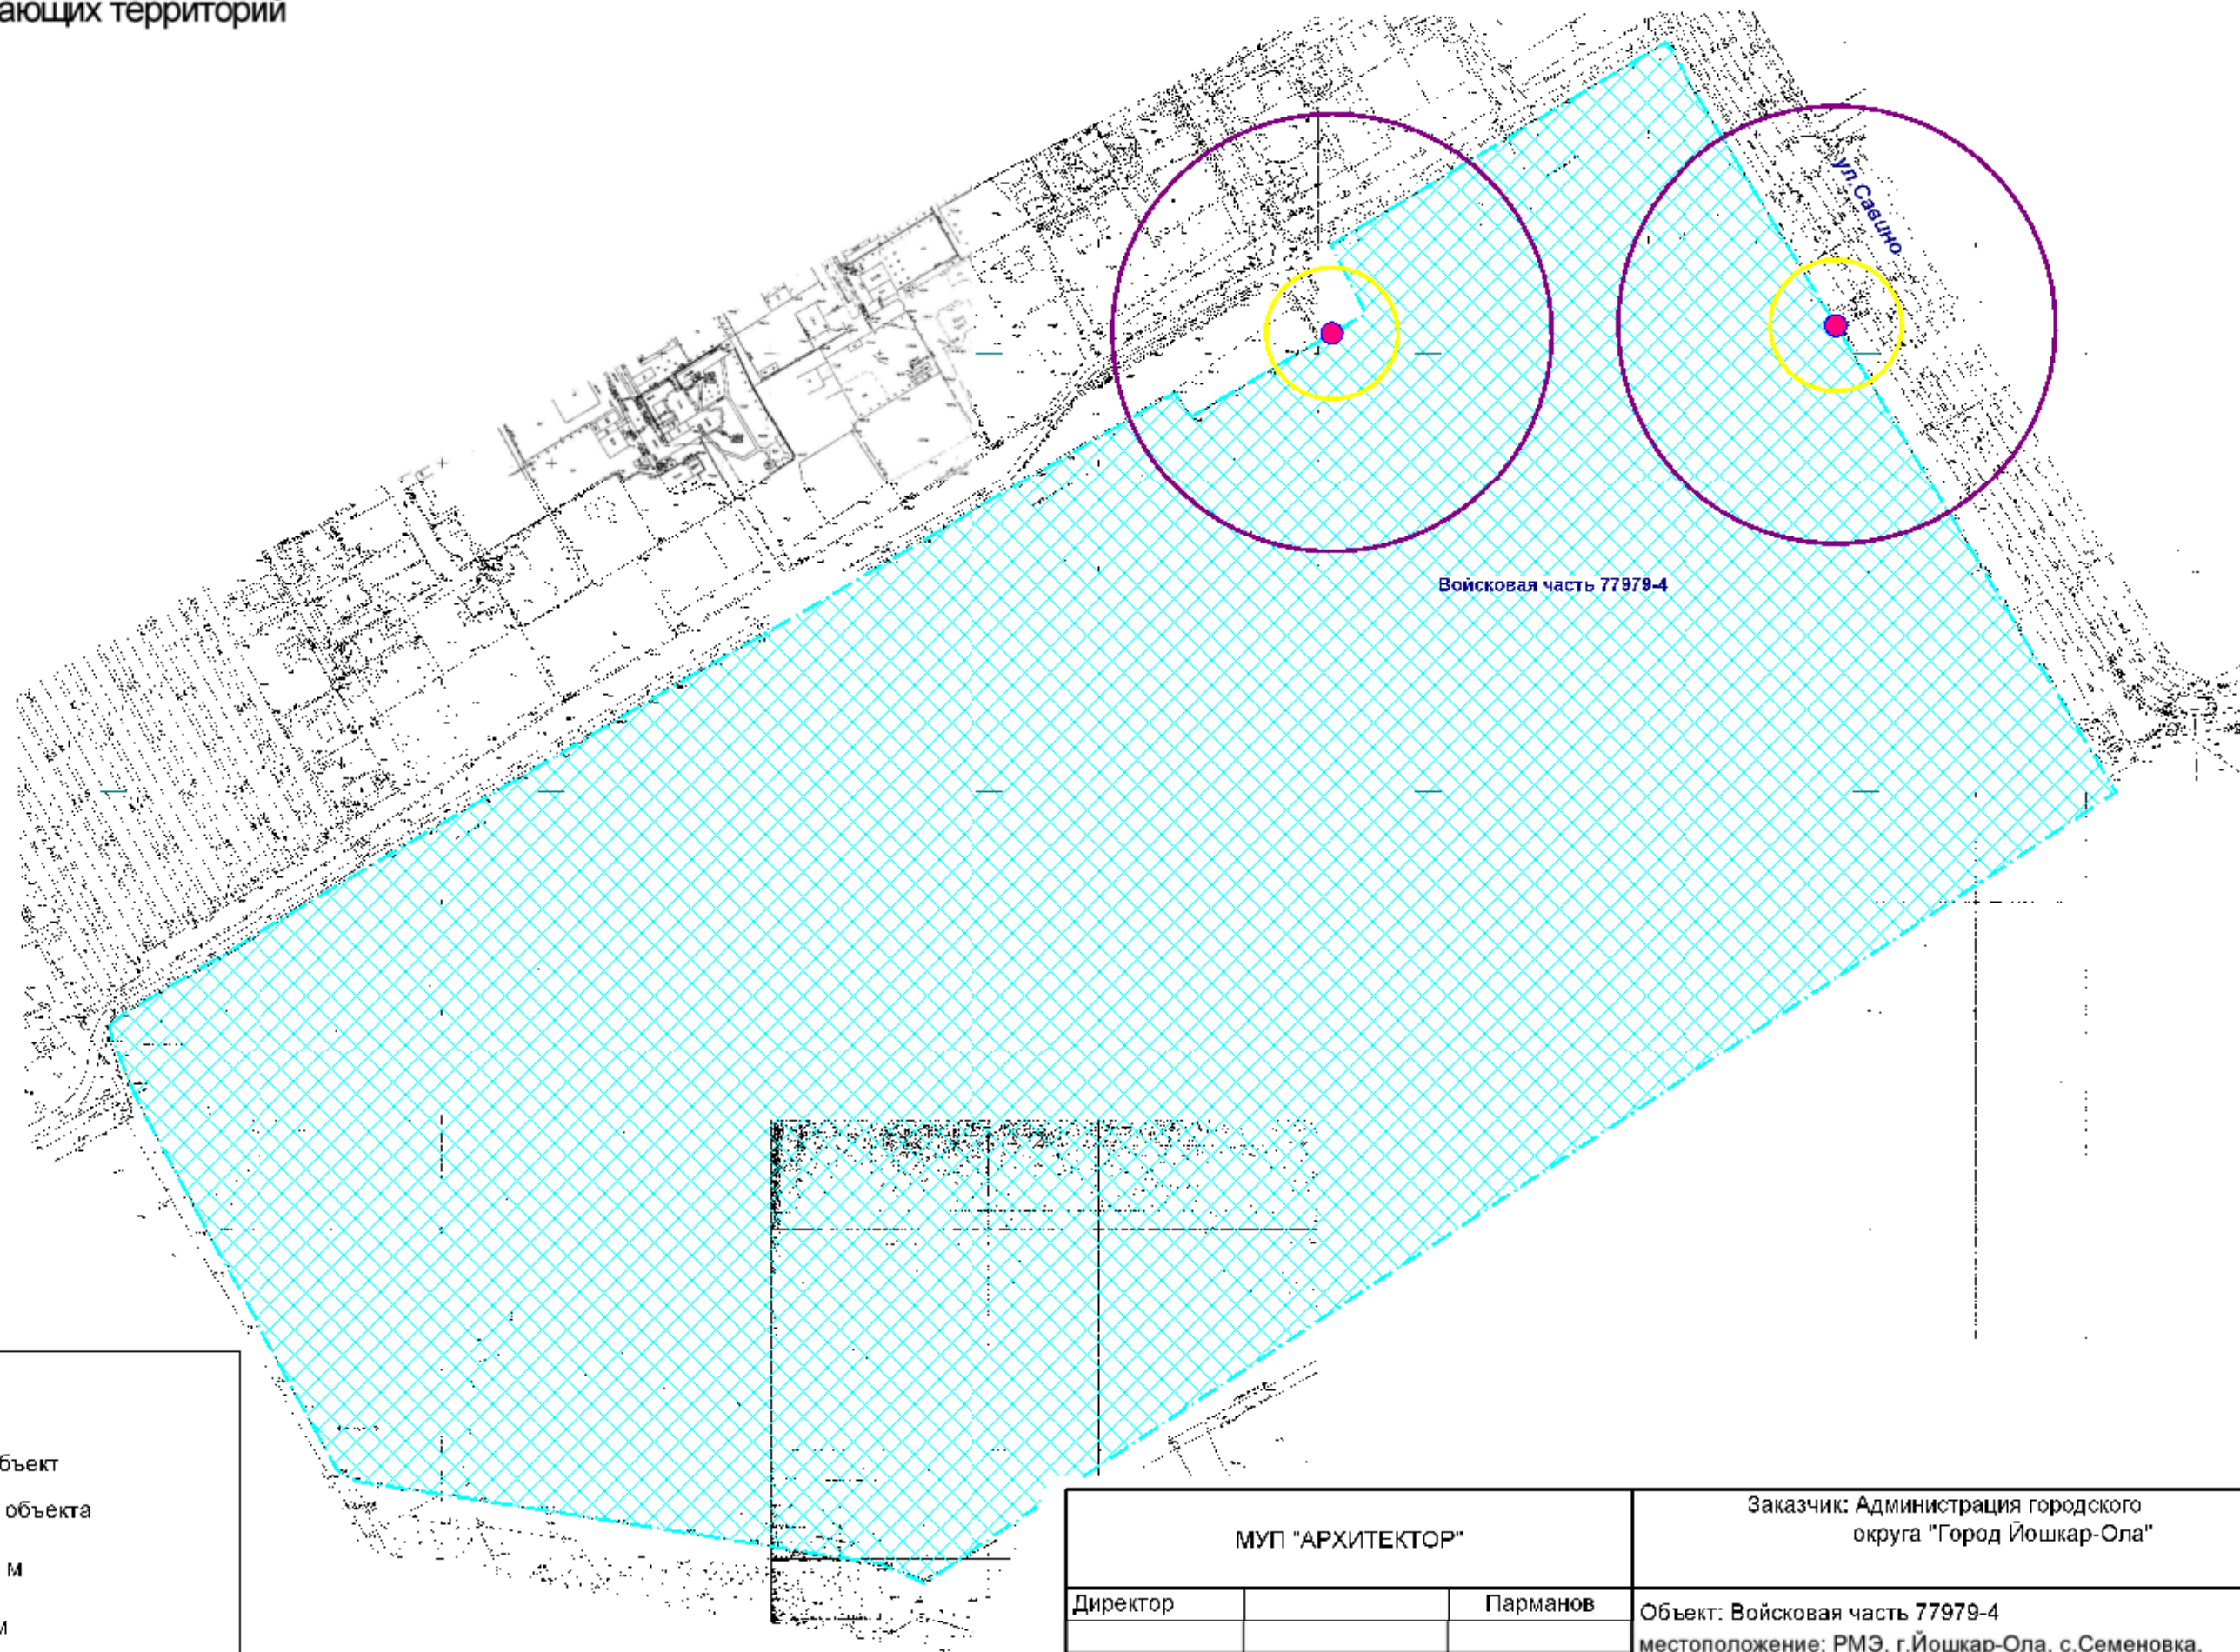 ающих территорий
ул.Савино
Войсковая часть 77979-4
бъект
объекта
м
м
МУП "АРХИТЕКТОР"
Заказчик: Администрация городского
округа "Город Йошкар-Ола"
Директор
Парманов
Объект: Войсковая часть 77979-4
местоположение: РМЭ, г.Йошкар-Ола, с.Семеновка,